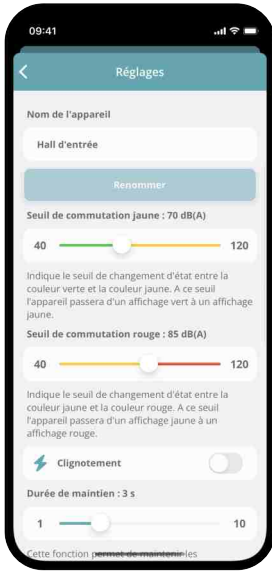 09:41
Réglages
Nom de l'appareil
Hall d'entrée
Renommer
Seuil de commutation jaune : 70 dB(A)
40 120
Indique le seuil de changement d'état entre la
couleur verte et la couleur jaune. A ce seuil
l'appareil passera d'un affichage vert à un affichage
jaune.
Seuil de commutation rouge : 85 dB(A)
40 120
Indique le seuil de changement d'état entre la
couleur jaune et la couleur rouge. A ce seuil
l'appareil passera d'un affichage jaune à un
affichage rouge.
Clignotement
Durée de maintien : 3 s
1 10
Cette fonction permet de maintenir les